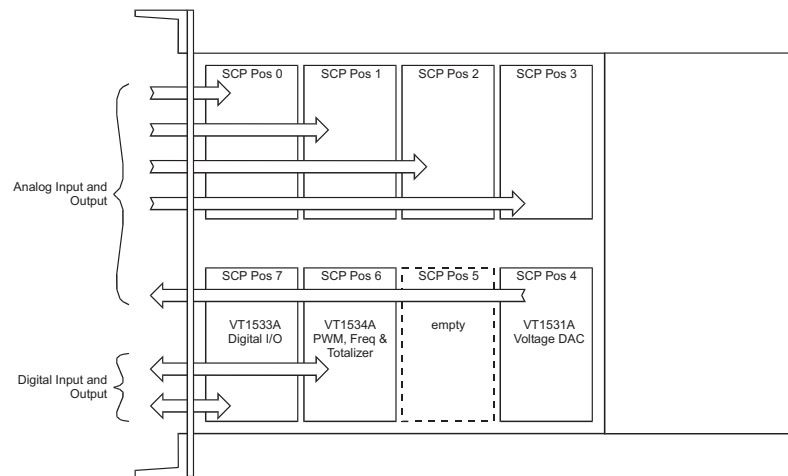 SCP Pos 0
SCP Pos 1
SCP Pos 2
SCP Pos 3
Analog Input and
Output
SCP Pos 7
SCP Pos 6
SCP Pos 5
SCP Pos 4
VT1533A
Digital I/O
VT1534A
PWM, Freq &
Totalizer
empty
VT1531A
Voltage DAC
Digital Input and
Output